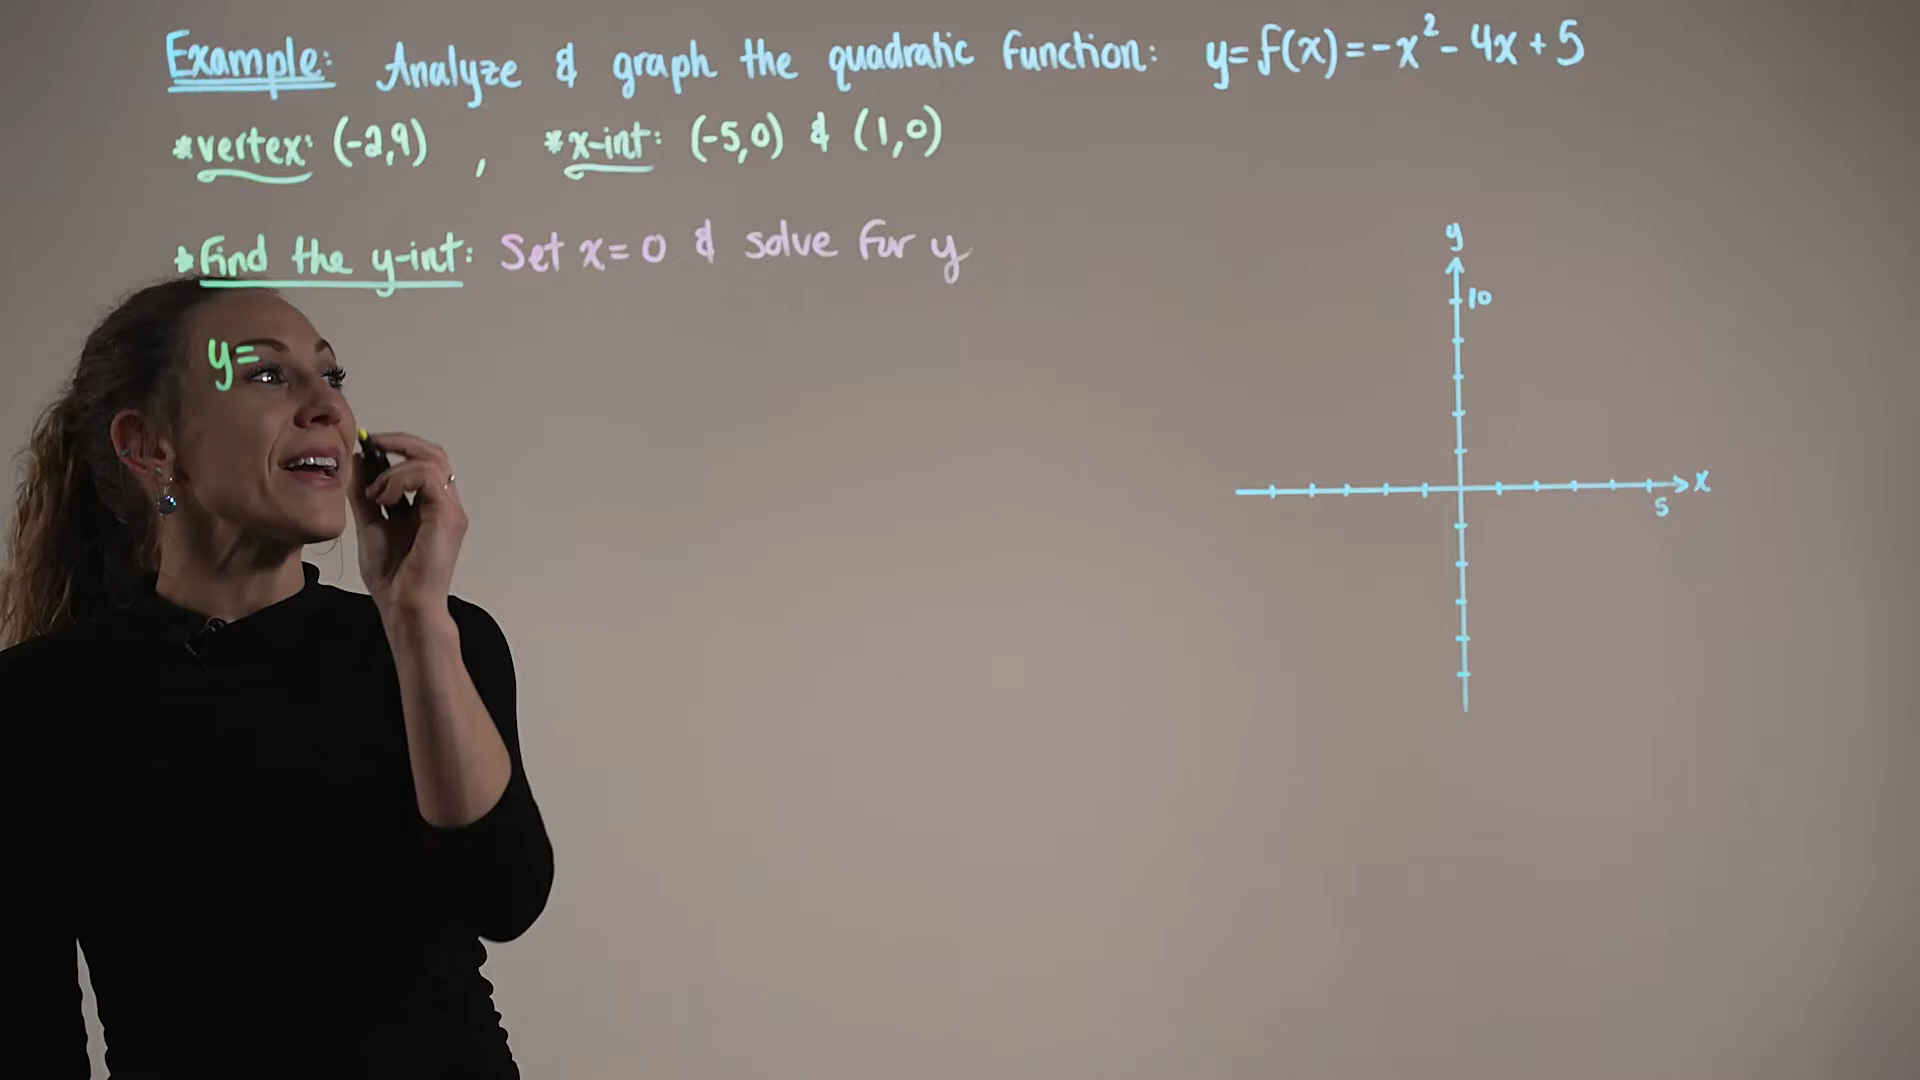 Example: Analyze & graph the quadratic function: y=f(x)=-x²-4x+5
*vertex: (-2,9) , *x-int: (-5,0) & (1,0)
*Find the y-int: Set x=0 & solve for y
y=
y
10
x
5